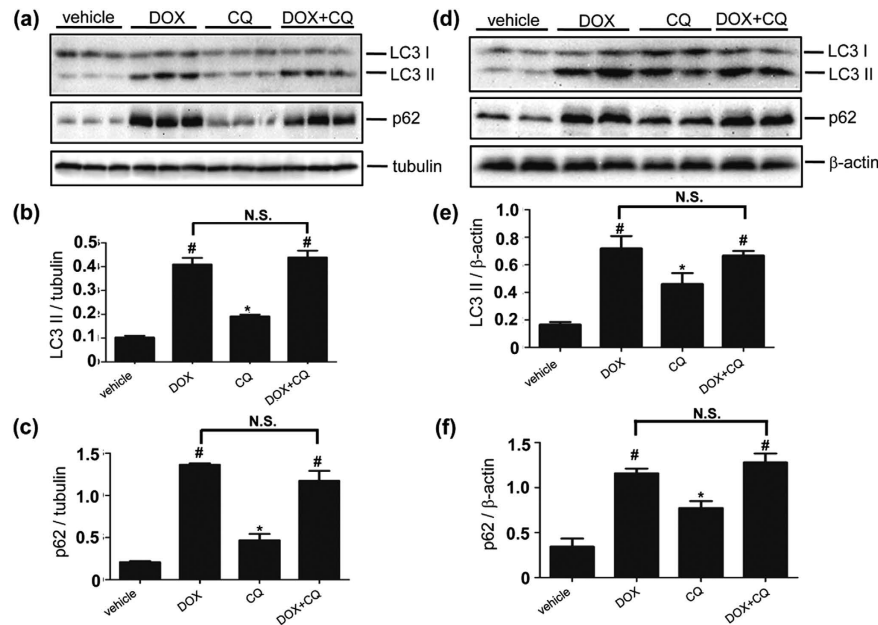 (a)
vehicle DOX CQ DOX+CQ
LC3 I
LC3 II
p62
tubulin
(d)
vehicle DOX CQ DOX+CQ
LC3 I
LC3 II
p62
β-actin
(b)
N.S.
LC3 II / tubulin
0.5
0.4
0.3
0.2
0.1
0
# # *
vehicle DOX CQ DOX+CQ
(e)
N.S.
LC3 II / β-actin
1.0
0.8
0.6
0.4
0.2
0
# * #
vehicle DOX CQ DOX+CQ
(c)
N.S.
p62 / tubulin
1.5
1.0
0.5
0
# * #
vehicle DOX CQ DOX+CQ
(f)
N.S.
p62 / β-actin
1.5
1.0
0.5
0
# * #
vehicle DOX CQ DOX+CQ